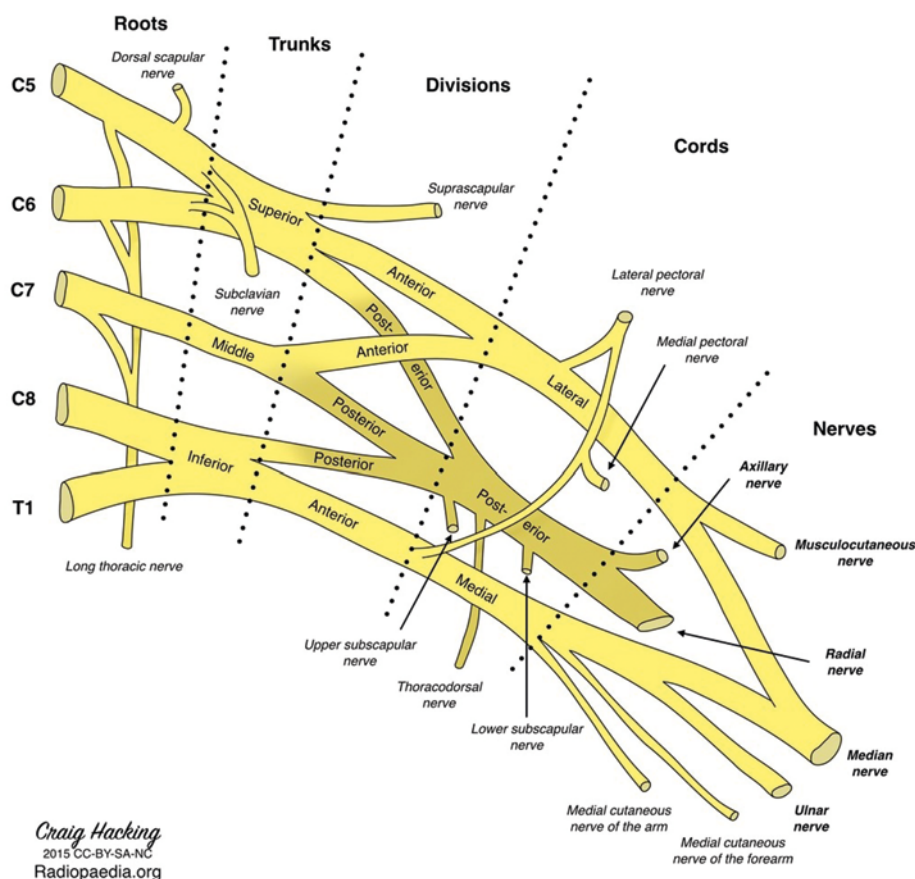 Roots
Trunks
Divisions
Cords
Nerves
C5
C6
C7
C8
T1
Dorsal scapular
nerve
Suprascapular
nerve
Subclavian
nerve
Lateral pectoral
nerve
Medial pectoral
nerve
Superior
Middle
Inferior
Anterior
Post-
erior
Anterior
Posterior
Posterior
Anterior
Lateral
Post-
erior
Medial
Axillary
nerve
Musculocutaneous
nerve
Radial
nerve
Median
nerve
Ulnar
nerve
Long thoracic nerve
Upper subscapular
nerve
Thoracodorsal
nerve
Lower subscapular
nerve
Medial cutaneous
nerve of the arm
Medial cutaneous
nerve of the forearm
Craig Hacking
2015 CC-BY-SA-NC
Radiopaedia.org